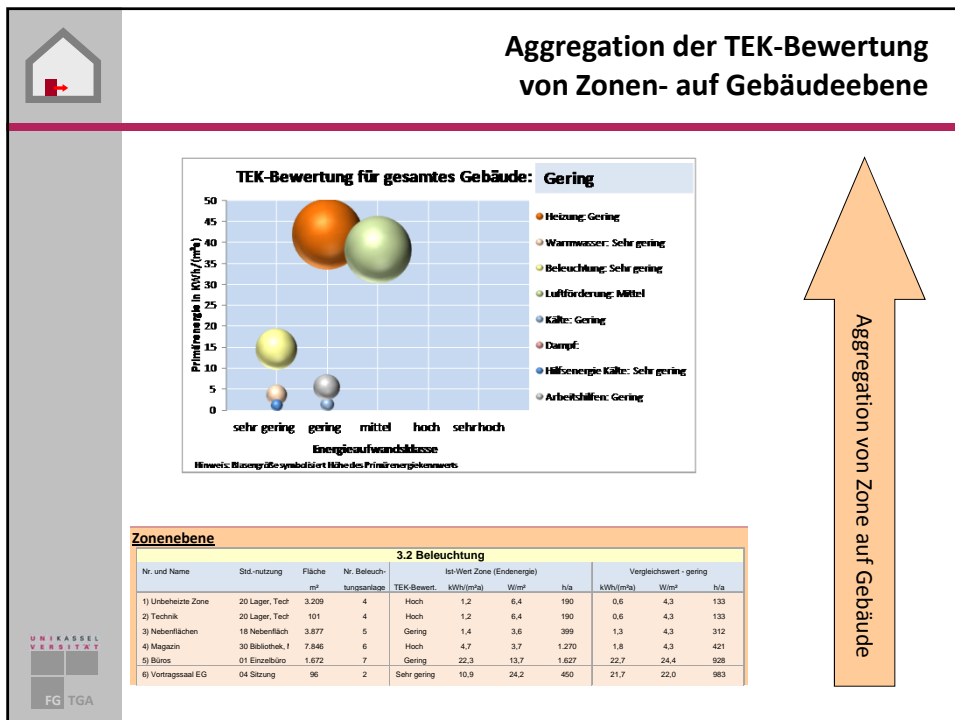 Aggregation der TEK-Bewertung
von Zonen- auf Gebäudeebene
TEK-Bewertung für gesamtes Gebäude: Gering
Primärenergie in KWh/(m²a)
50
45
40
35
30
25
20
15
10
5
0
sehr gering gering mittel hoch sehr hoch
Energieaufwandsklasse
Hinweis: Blasengröße symbolisiert Höhe des Primärenergiekennwerts
Heizung: Gering
Warmwasser: Sehr gering
Beleuchtung: Sehr gering
Luftförderung: Mittel
Kälte: Gering
Dampf:
Hilfsenergie Kälte: Sehr gering
Arbeitshilfen: Gering
Aggregation von Zone auf Gebäude
Zonenebene
3.2 Beleuchtung
Nr. und Name Std.-nutzung Fläche Nr. Beleuch- Ist-Wert Zone (Endenergie) Vergleichswert - gering
m² tungsanlage TEK-Bewert. kWh/(m²a) W/m² h/a kWh/(m²a) W/m² h/a
1) Unbeheizte Zone 20 Lager, Tech 3.209 4 Hoch 1,2 6,4 190 0,6 4,3 133
2) Technik 20 Lager, Tech 101 4 Hoch 1,2 6,4 190 0,6 4,3 133
3) Nebenflächen 18 Nebenfläch 3.877 5 Gering 1,4 3,6 399 1,3 4,3 312
4) Magazin 30 Bibliothek, 7.846 6 Hoch 4,7 3,7 1.270 1,8 4,3 421
5) Büros 01 Einzelbüro 1.672 7 Gering 22,3 13,7 1.627 22,7 24,4 928
6) Vortragssaal EG 04 Sitzung 96 2 Sehr gering 10,9 24,2 450 21,7 22,0 983
UNIKASSEL
VERSITÄT
FG TGA